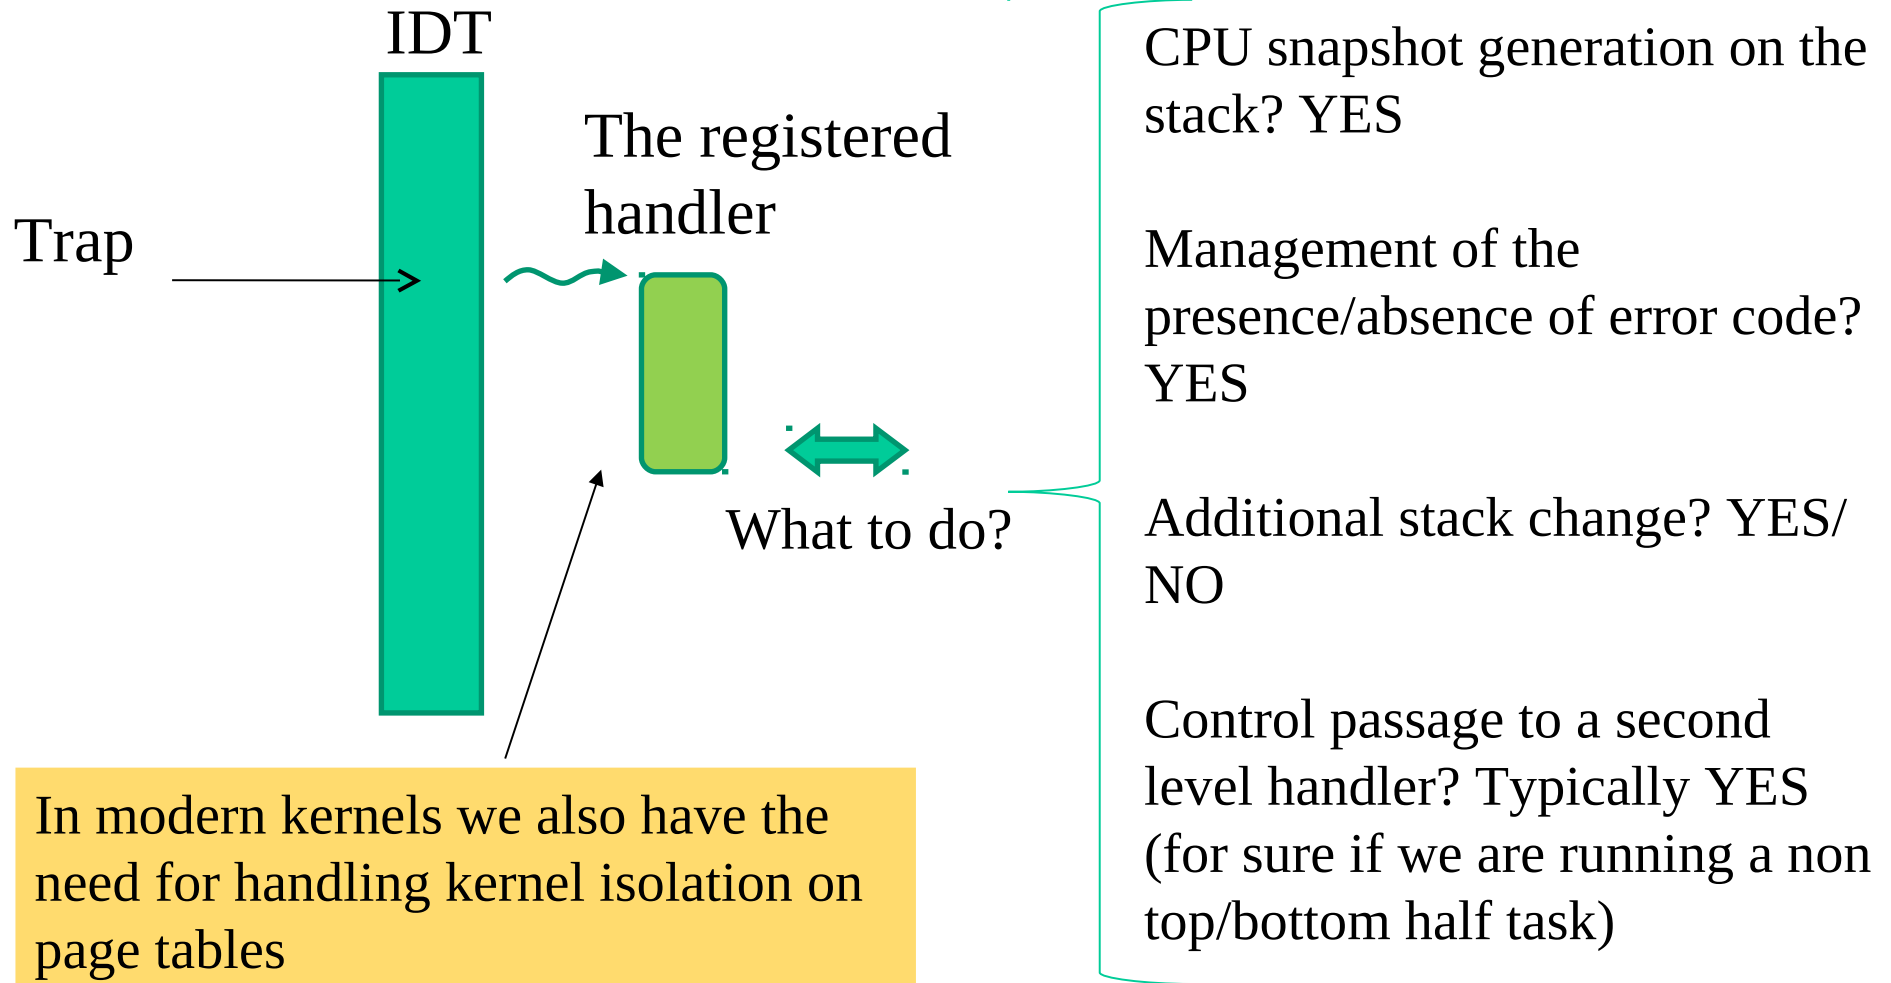 IDT
The registered
handler
Trap
What to do?
In modern kernels we also have the
need for handling kernel isolation on
page tables
CPU snapshot generation on the
stack? YES
Management of the
presence/absence of error code?
YES
Additional stack change? YES/
NO
Control passage to a second
level handler? Typically YES
(for sure if we are running a non
top/bottom half task)